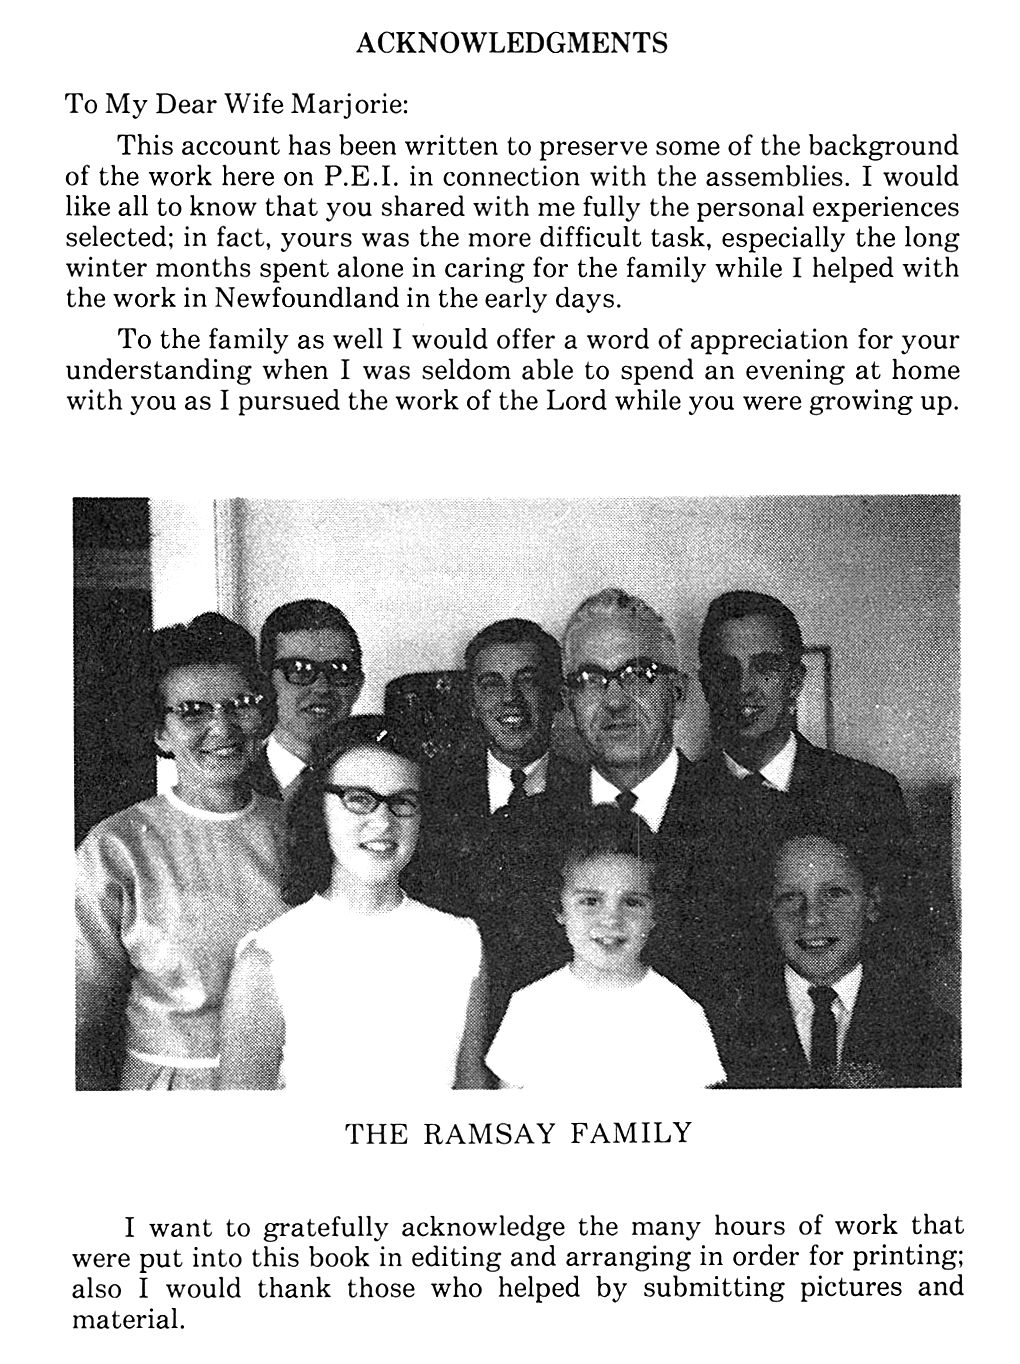 ACKNOWLEDGMENTS
To My Dear Wife Marjorie:
This account has been written to preserve some of the background
of the work here on P.E.I. in connection with the assemblies. I would
like all to know that you shared with me fully the personal experiences
selected; in fact, yours was the more difficult task, especially the long
winter months spent alone in caring for the family while I helped with
the work in Newfoundland in the early days.
To the family as well I would offer a word of appreciation for your
understanding when I was seldom able to spend an evening at home
with you as I pursued the work of the Lord while you were growing up.
THE RAMSAY FAMILY
I want to gratefully acknowledge the many hours of work that
were put into this book in editing and arranging in order for printing;
also I would thank those who helped by submitting pictures and
material.